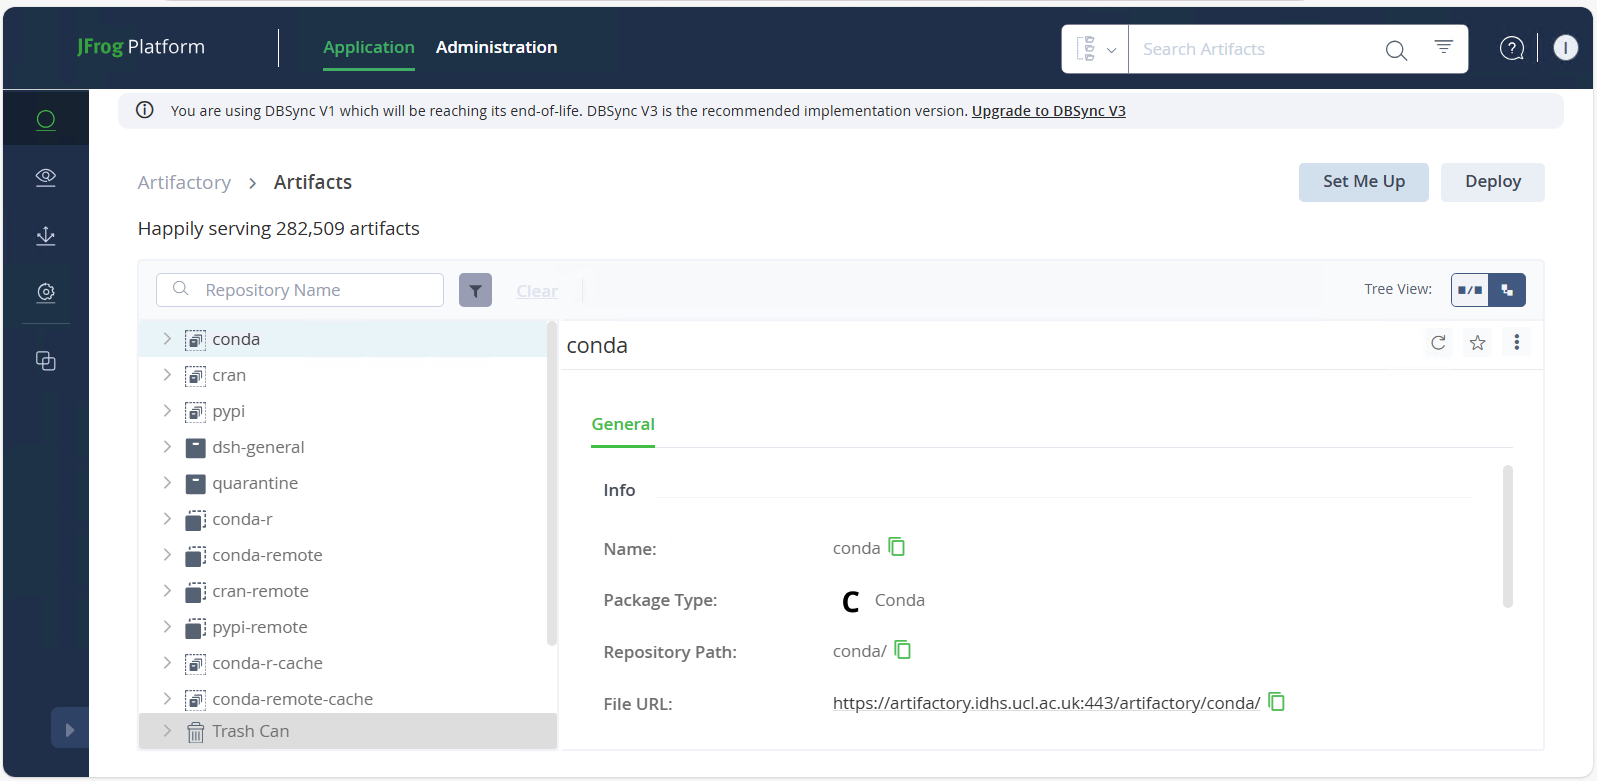 JFrog Platform
Application
Administration
Search Artifacts
?
I
You are using DBSync V1 which will be reaching its end-of-life. DBSync V3 is the recommended implementation version. Upgrade to DBSync V3
Artifactory > Artifacts
Set Me Up
Deploy
Happily serving 282,509 artifacts
Repository Name
Clear
Tree View:
conda
cran
pypi
dsh-general
quarantine
conda-r
conda-remote
cran-remote
pypi-remote
conda-r-cache
conda-remote-cache
Trash Can
conda
General
Info
Name: conda
Package Type: C Conda
Repository Path: conda/
File URL: https://artifactory.idhs.ucl.ac.uk:443/artifactory/conda/